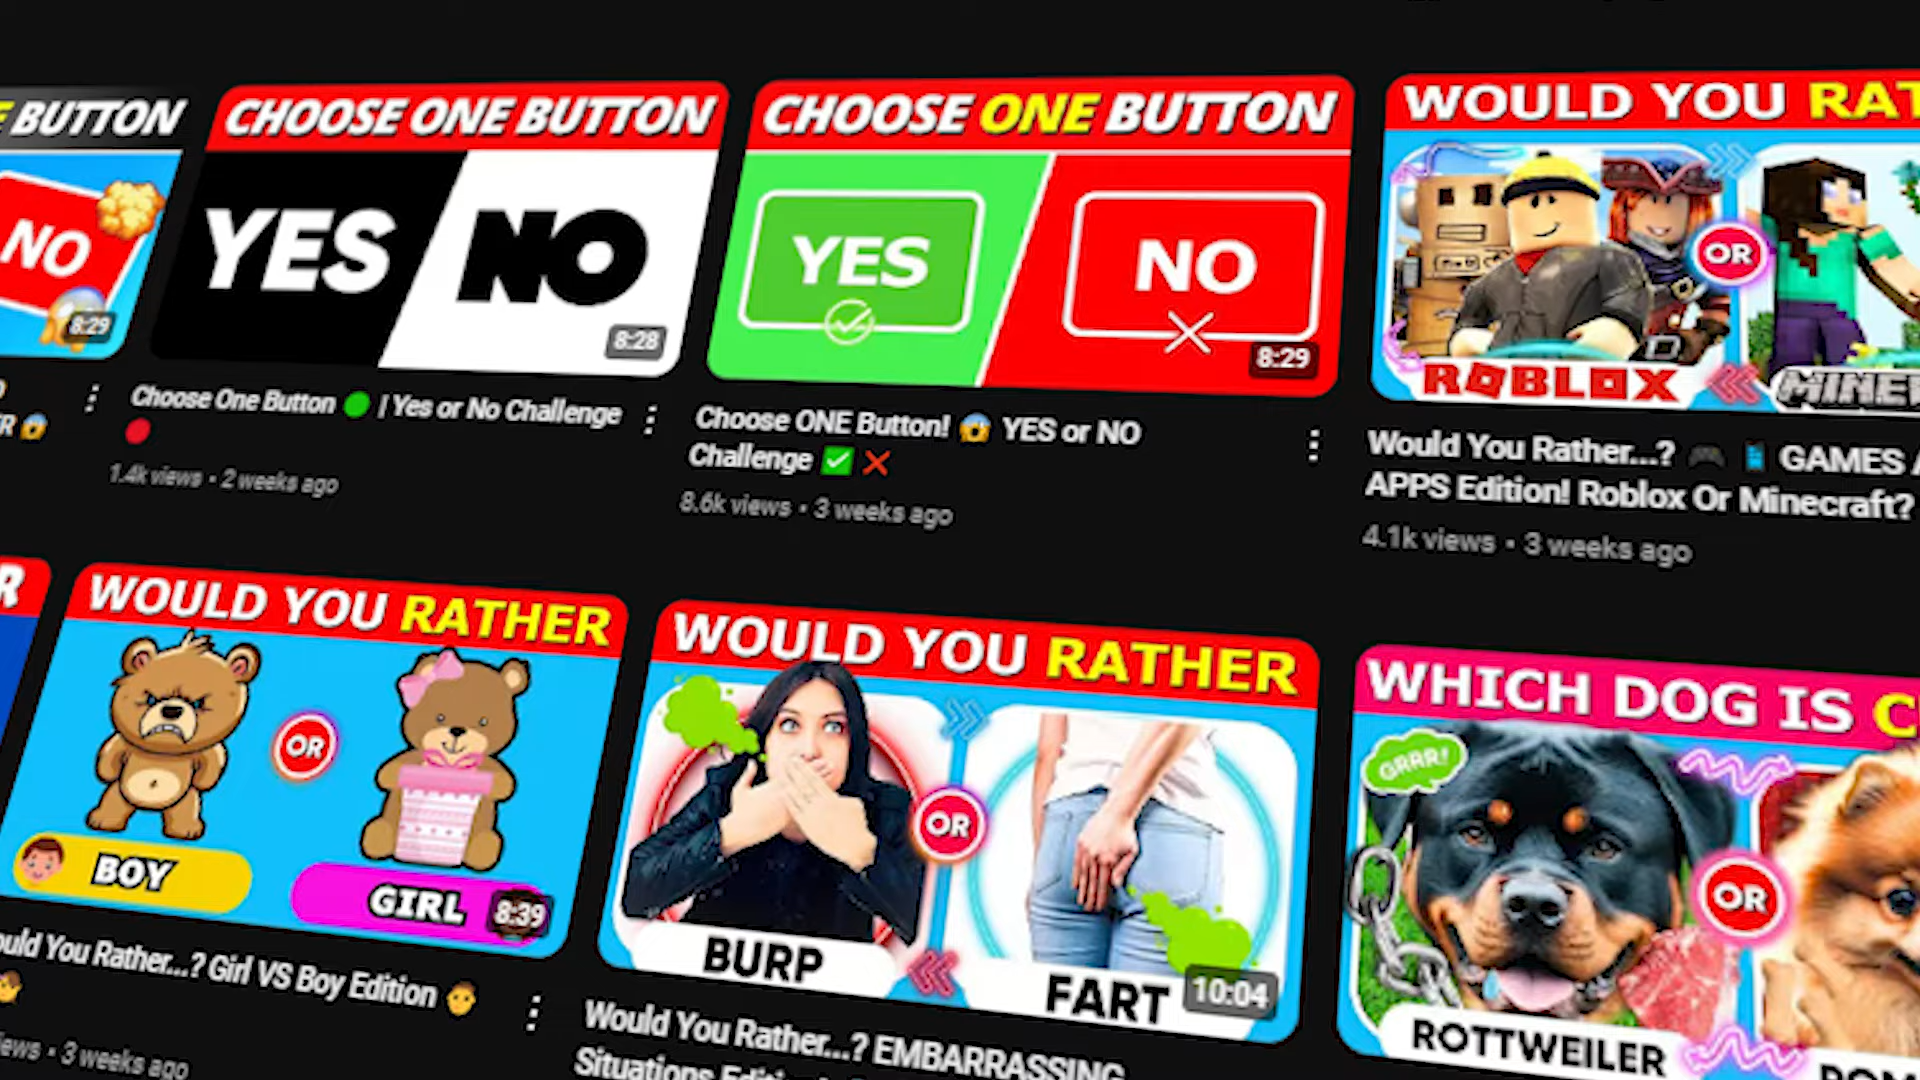 BUTTON
NO
8:29
CHOOSE ONE BUTTON
YES
NO
8:28
Choose One Button 🟢 | Yes or No Challenge
🔴
1.4k views • 2 weeks ago
CHOOSE ONE BUTTON
YES
NO
8:29
Choose ONE Button! 😱 YES or NO
Challenge ✅ ❌
8.6k views • 3 weeks ago
WOULD YOU RAT
OR
ROBLOX
MINE
Would You Rather...? 🎮 📱 GAMES A
APPS Edition! Roblox Or Minecraft?
4.1k views • 3 weeks ago
R
WOULD YOU RATHER
OR
BOY
GIRL
8:39
ould You Rather...? Girl VS Boy Edition
iews • 3 weeks ago
WOULD YOU RATHER
OR
BURP
FART
10:04
Would You Rather...? EMBARRASSING
Situations
WHICH DOG IS C
GRRR!
OR
ROTTWEILER
POM